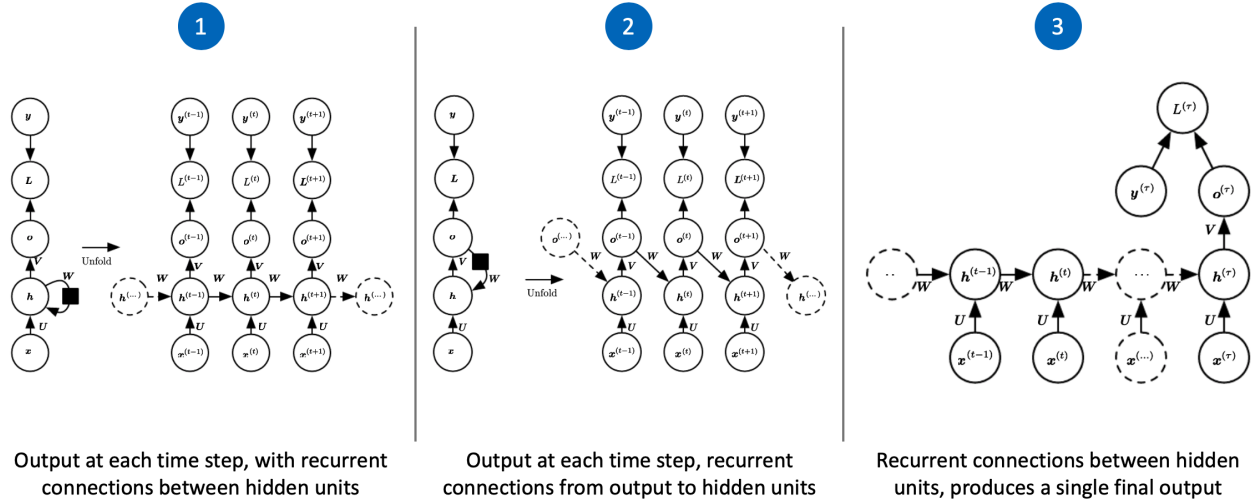 1
y
y(t−1) y(t) y(t+1)
L
L(t−1) L(t) L(t+1)
o
o(t−1) o(t) o(t+1)
Unfold
V V V V
W W W W W
h
h(...) h(t−1) h(t) h(t+1) h(...)
U U U U
x
x(t−1) x(t) x(t+1)
Output at each time step, with recurrent
connections between hidden units
2
y
y(t−1) y(t) y(t+1)
L
L(t−1) L(t) L(t+1)
o
o(...) o(t−1) o(t) o(t+1)
W W W W W
V V V V
Unfold
h
h(t−1) h(t) h(t+1) h(...)
U U U U
x
x(t−1) x(t) x(t+1)
Output at each time step, recurrent
connections from output to hidden units
3
L(τ)
y(τ) o(τ)
V
. . h(t−1) h(t) ... h(τ)
W W W W
U U U U
x(t−1) x(t) x(...) x(τ)
Recurrent connections between hidden
units, produces a single final output